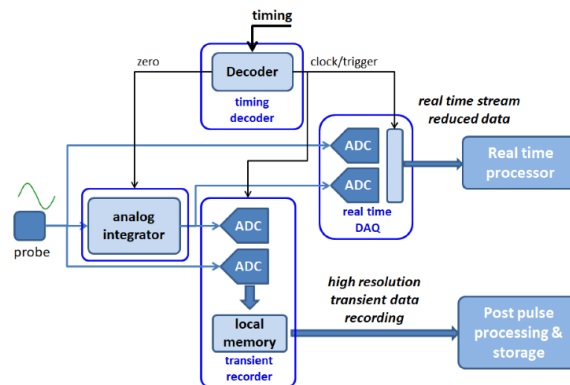 timing
zero
Decoder
clock/trigger
timing
decoder
real time stream
reduced data
ADC
ADC
Real time
processor
real time
DAQ
analog
integrator
probe
ADC
ADC
high resolution
transient data
recording
local
memory
transient
recorder
Post pulse
processing &
storage